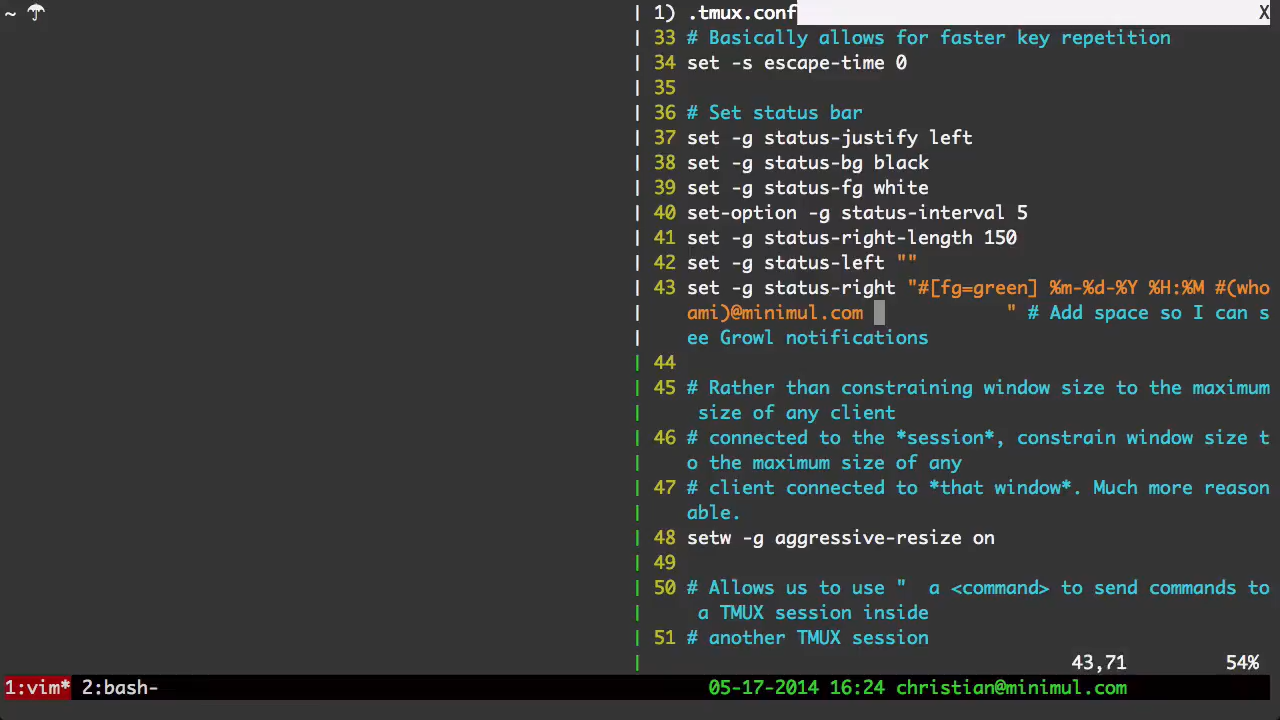 ~ ☂
1) .tmux.conf X
33 # Basically allows for faster key repetition
34 set -s escape-time 0
35
36 # Set status bar
37 set -g status-justify left
38 set -g status-bg black
39 set -g status-fg white
40 set-option -g status-interval 5
41 set -g status-right-length 150
42 set -g status-left ""
43 set -g status-right "#[fg=green] %m-%d-%Y %H:%M #(who
ami)@minimul.com             " # Add space so I can s
ee Growl notifications
44
45 # Rather than constraining window size to the maximum
 size of any client
46 # connected to the *session*, constrain window size t
o the maximum size of any
47 # client connected to *that window*. Much more reason
able.
48 setw -g aggressive-resize on
49
50 # Allows us to use "  a <command> to send commands to
 a TMUX session inside
51 # another TMUX session
43,71 54%
1:vim* 2:bash- 05-17-2014 16:24 christian@minimul.com